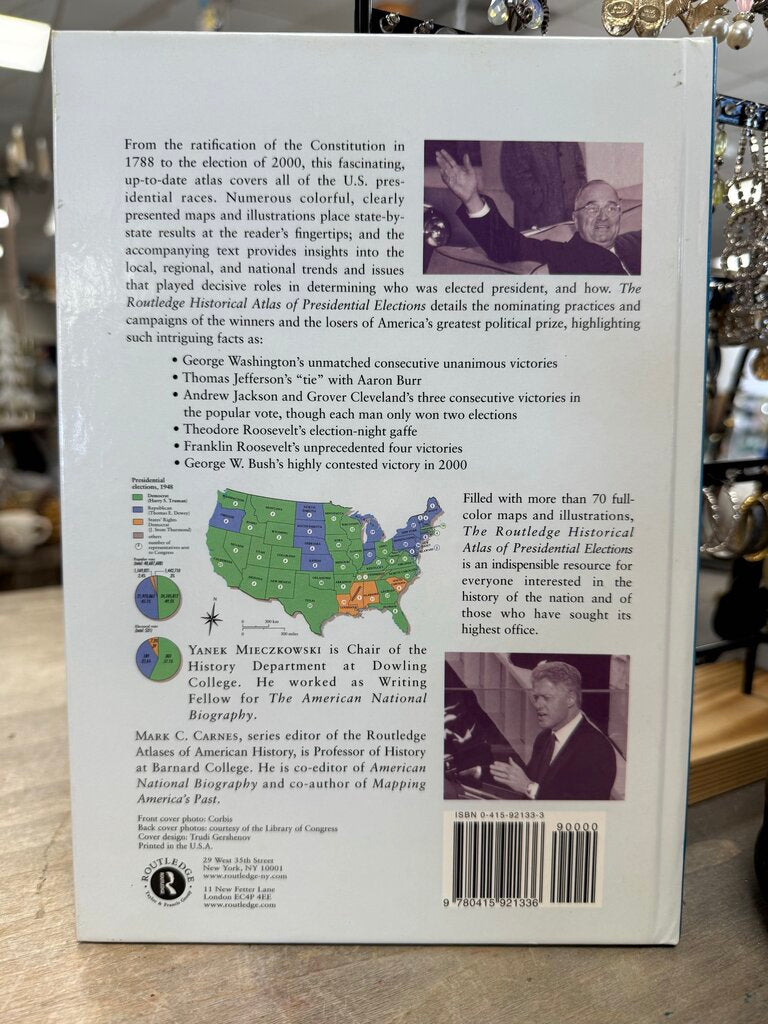 From the ratification of the Constitution in
1788 to the election of 2000, this fascinating,
up-to-date atlas covers all of the U.S. pres-
idential races. Numerous colorful, clearly
presented maps and illustrations place state-by-
state results at the reader's fingertips; and the
accompanying text provides insights into the
local, regional, and national trends and issues
that played decisive roles in determining who was elected president, and how. The
Routledge Historical Atlas of Presidential Elections details the nominating practices and
campaigns of the winners and the losers of America's greatest political prize, highlighting
such intriguing facts as:
• George Washington's unmatched consecutive unanimous victories
• Thomas Jefferson's "tie" with Aaron Burr
• Andrew Jackson and Grover Cleveland's three consecutive victories in
the popular vote, though each man only won two elections
• Theodore Roosevelt's election-night gaffe
• Franklin Roosevelt's unprecedented four victories
• George W. Bush's highly contested victory in 2000
Presidential
elections, 1948
Democrat
(Harry S. Truman)
Republican
(Thomas E. Dewey)
States' Rights
Democrat
(J. Strom Thurmond)
others
number of
representatives sent
to Congress
Filled with more than 70 full-
color maps and illustrations,
The Routledge Historical
Atlas of Presidential Elections
is an indispensible resource for
everyone interested in the
history of the nation and of
those who have sought its
highest office.
YANEK MIECZKOWSKI is Chair of the
History Department at Dowling
College. He worked as Writing
Fellow for The American National
Biography.
MARK C. CARNES, series editor of the Routledge
Atlases of American History, is Professor of History
at Barnard College. He is co-editor of American
National Biography and co-author of Mapping
America's Past.
Front cover photo: Corbis
Back cover photos: courtesy of the Library of Congress
Cover design: Trudi Gershenov
Printed in the U.S.A.
ROUTLEDGE
R
Taylor & Francis Group
29 West 35th Street
New York, NY 10001
www.routledge-ny.com
11 New Fetter Lane
London EC4P 4EE
www.routledge.com
ISBN 0-415-92133-3
90000
9 780415 921336